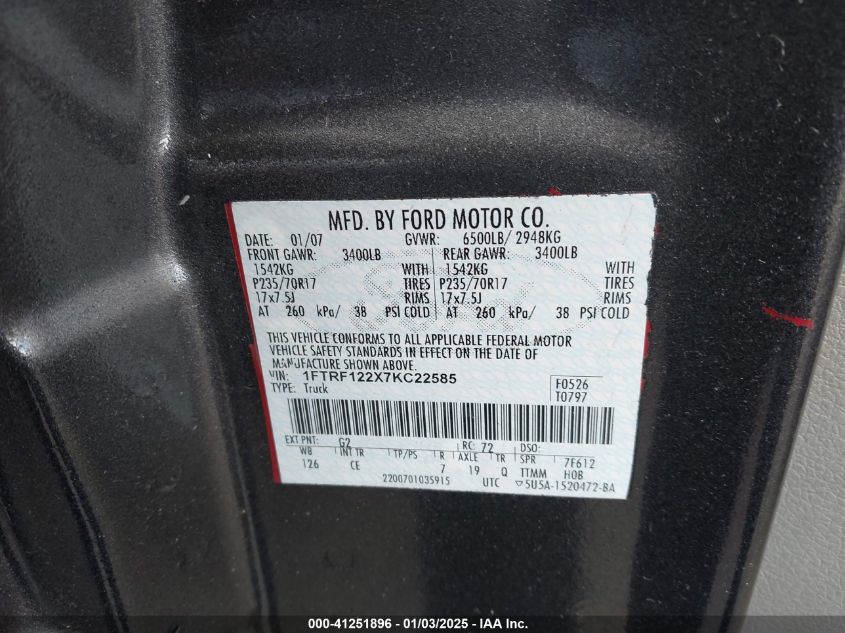 MFD. BY FORD MOTOR CO.
DATE: 01/07 GVWR: 6500LB/ 2948KG
FRONT GAWR: 3400LB REAR GAWR: 3400LB
1542KG WITH 1542KG WITH
P235/70R17 TIRES P235/70R17 TIRES
17x7.5J RIMS 17x7.5J RIMS
AT 260 kPa/ 38 PSI COLD AT 260 kPa/ 38 PSI COLD
THIS VEHICLE CONFORMS TO ALL APPLICABLE FEDERAL MOTOR
VEHICLE SAFETY STANDARDS IN EFFECT ON THE DATE OF
MANUFACTURE SHOWN ABOVE.
VIN: 1FTRF122X7KC22585 F0526
TYPE: Truck T0797
EXT PNT: G2 RC: 72 DSO:
WB INT TR TP/PS R AXLE TR SPR 7F612
126 CE 7 19 Q TTMM HOB
2200701035915 UTC ▽5U5A-1520472-BA
000-41251896 - 01/03/2025 - IAA Inc.